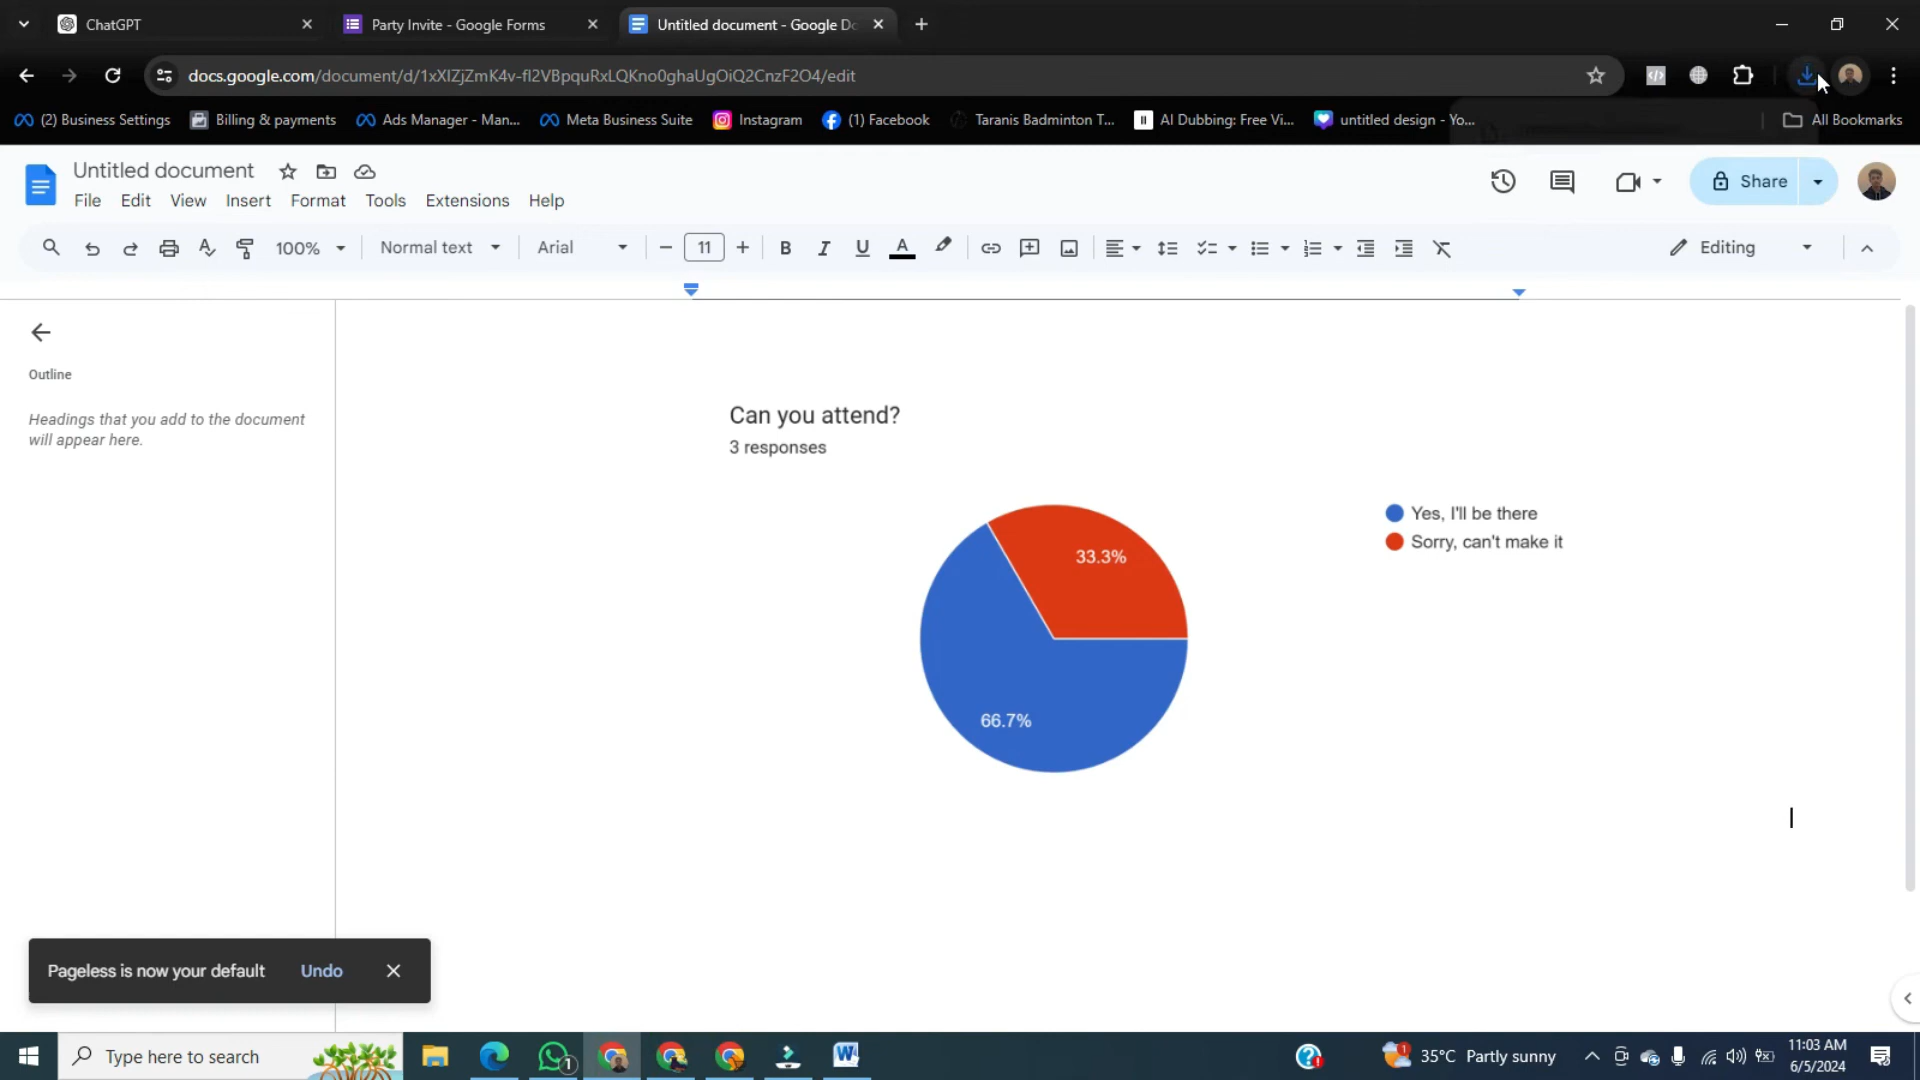 ChatGPT
Party Invite - Google Forms
Untitled document - Google Do
docs.google.com/document/d/1xXIZjZmK4v-fl2VBpquRxLQKno0ghaUgOiQ2CnzF2O4/edit
(2) Business Settings
Billing & payments
Ads Manager - Man...
Meta Business Suite
Instagram
(1) Facebook
Taranis Badminton T...
AI Dubbing: Free Vi...
untitled design - Yo...
All Bookmarks
Untitled document
Share
File Edit View Insert Format Tools Extensions Help
100% Normal text Arial 11 B I U A Editing
Outline
Headings that you add to the document
will appear here.
Can you attend?
3 responses
Yes, I'll be there
Sorry, can't make it
33.3%
66.7%
Pageless is now your default Undo
Type here to search
1
W
1
35°C Partly sunny
11:03 AM
6/5/2024